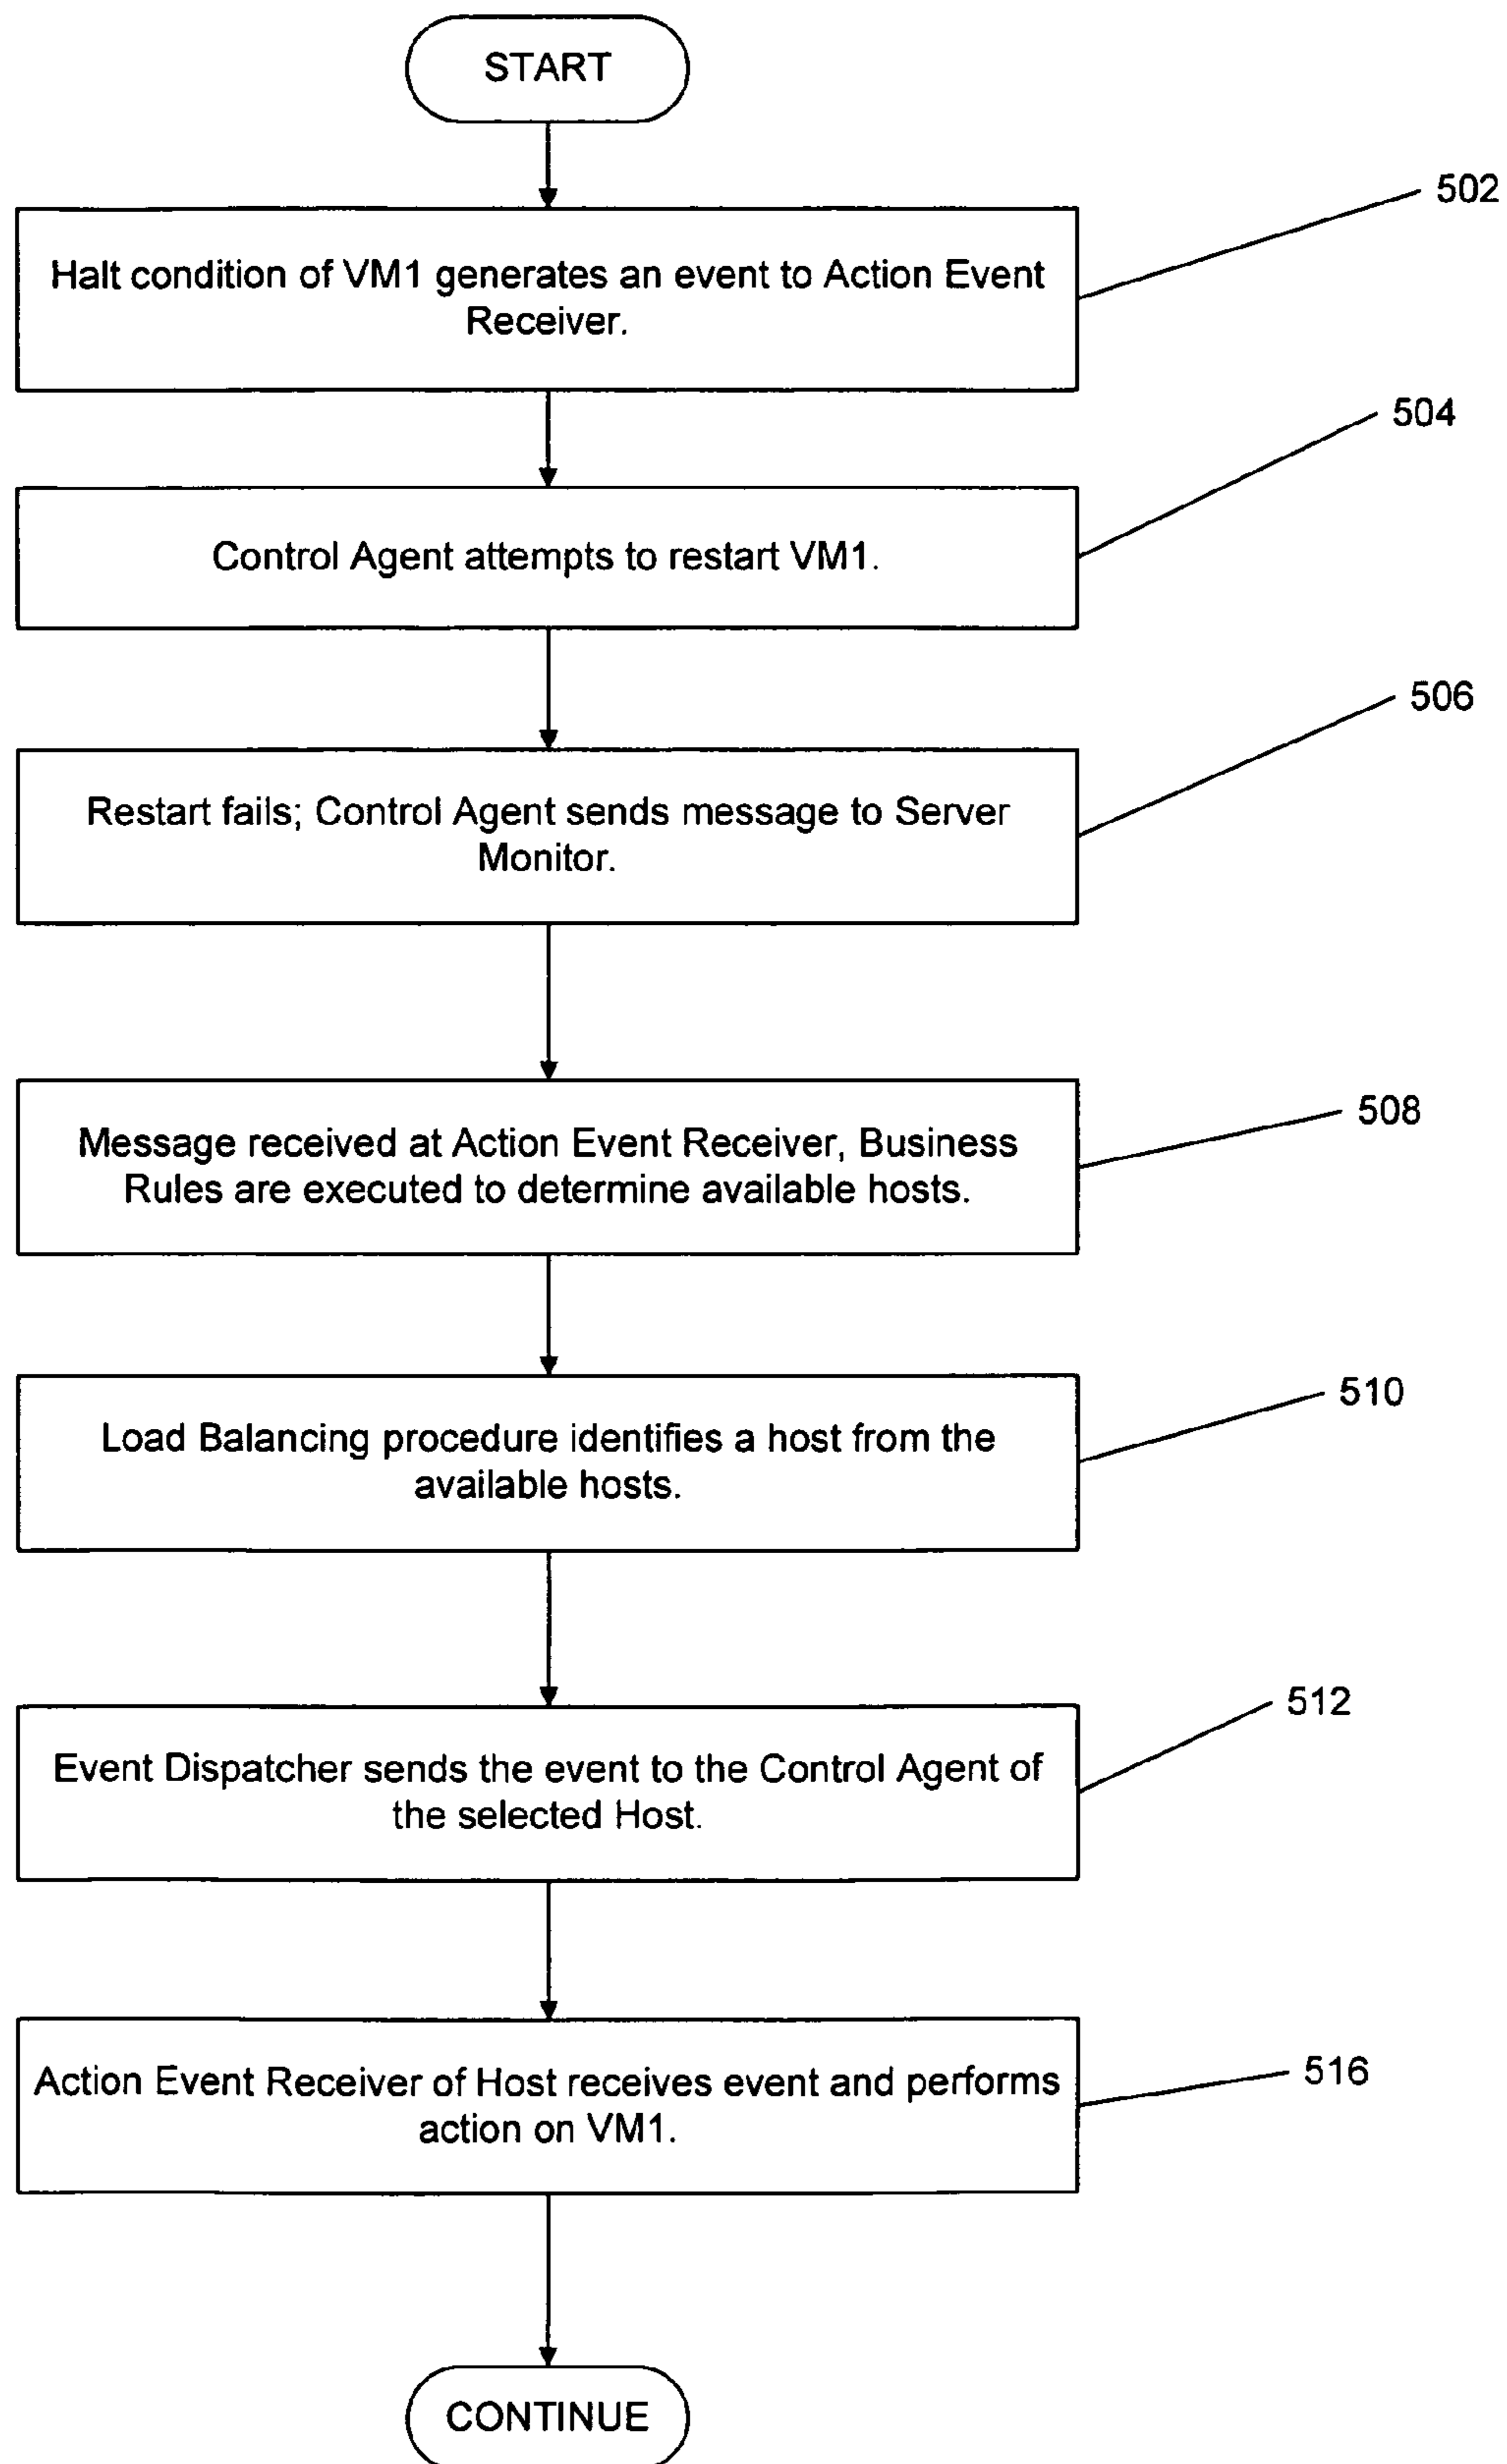 START
502
Halt condition of VM1 generates an event to Action Event
Receiver.
504
Control Agent attempts to restart VM1.
506
Restart fails; Control Agent sends message to Server
Monitor.
508
Message received at Action Event Receiver, Business
Rules are executed to determine available hosts.
510
Load Balancing procedure identifies a host from the
available hosts.
512
Event Dispatcher sends the event to the Control Agent of
the selected Host.
516
Action Event Receiver of Host receives event and performs
action on VM1.
CONTINUE